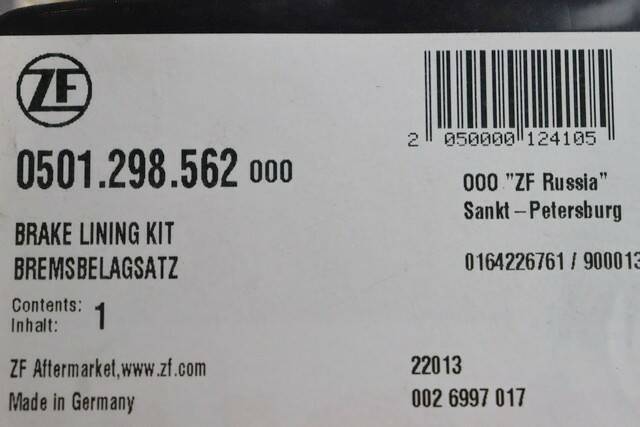 ZF
2 050000 124105
0501.298.562 000
OOO "ZF Russia"
Sankt-Petersburg
BRAKE LINING KIT
BREMSBELAGSATZ
0164226761 / 900013
Contents: 1
Inhalt:
ZF Aftermarket,www.zf.com
22013
Made in Germany
002 6997 017